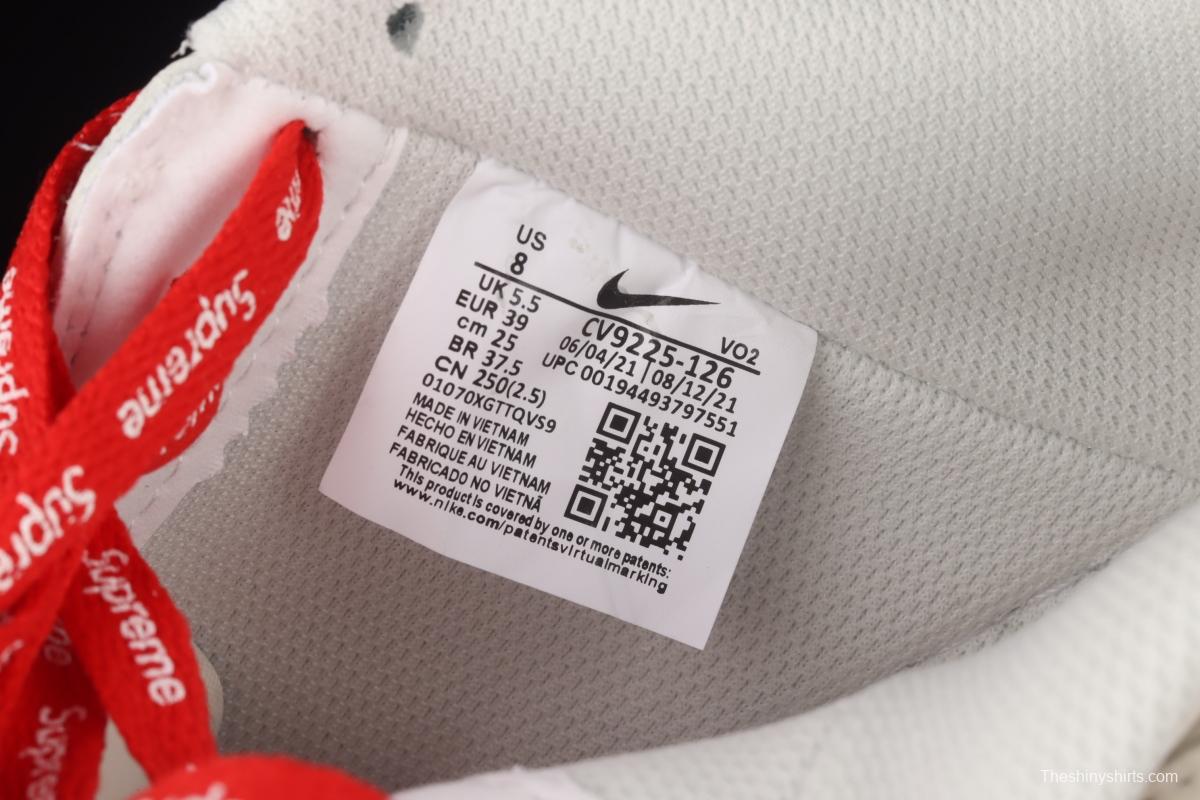 US
8
UK 5.5
EUR 39
cm 25
BR 37.5
CN 250(2.5)
01070XGTTQVS9
MADE IN VIETNAM
HECHO EN VIETNAM
FABRIQUE AU VIETNAM
FABRICADO NO VIETNÃ
This product is covered by one or more patents:
www.nike.com/patentsvirtualmarking
VO2
CV9225-126
06/04/21 | 08/12/21
UPC 00194493797551
Supreme
Supreme
Supreme
Theshinyshirts.com